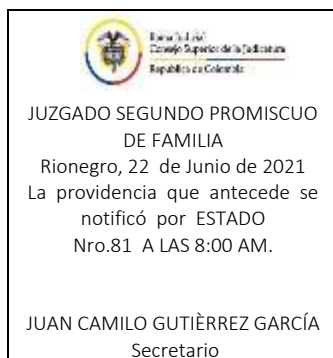 Rama Judicial
Consejo Superior de la Judicatura
República de Colombia
JUZGADO SEGUNDO PROMISCUO
DE FAMILIA
Rionegro, 22 de Junio de 2021
La providencia que antecede se
notificó por ESTADO
Nro.81 A LAS 8:00 AM.
JUAN CAMILO GUTIÈRREZ GARCÍA
Secretario